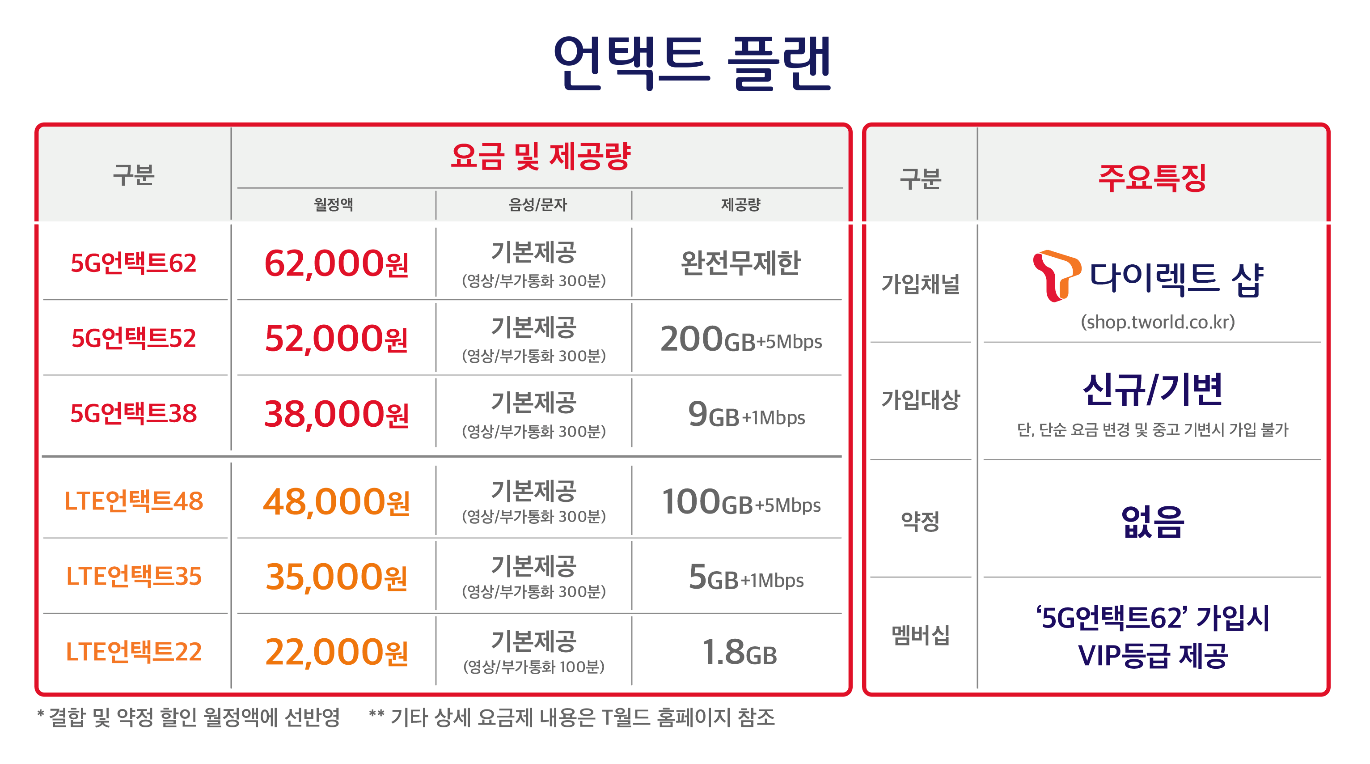 언택트 플랜
구분
요금 및 제공량
월정액
음성/문자
제공량
5G언택트62
62,000원
기본제공
(영상/부가통화 300분)
완전무제한
5G언택트52
52,000원
기본제공
(영상/부가통화 300분)
200GB+5Mbps
5G언택트38
38,000원
기본제공
(영상/부가통화 300분)
9GB+1Mbps
LTE언택트48
48,000원
기본제공
(영상/부가통화 300분)
100GB+5Mbps
LTE언택트35
35,000원
기본제공
(영상/부가통화 300분)
5GB+1Mbps
LTE언택트22
22,000원
기본제공
(영상/부가통화 100분)
1.8GB
구분
주요특징
가입채널
다이렉트 샵
(shop.tworld.co.kr)
가입대상
신규/기변
단, 단순 요금 변경 및 중고 기변시 가입 불가
약정
없음
멤버십
‘5G언택트62’ 가입시
VIP등급 제공
* 결합 및 약정 할인 월정액에 선반영
** 기타 상세 요금제 내용은 T월드 홈페이지 참조